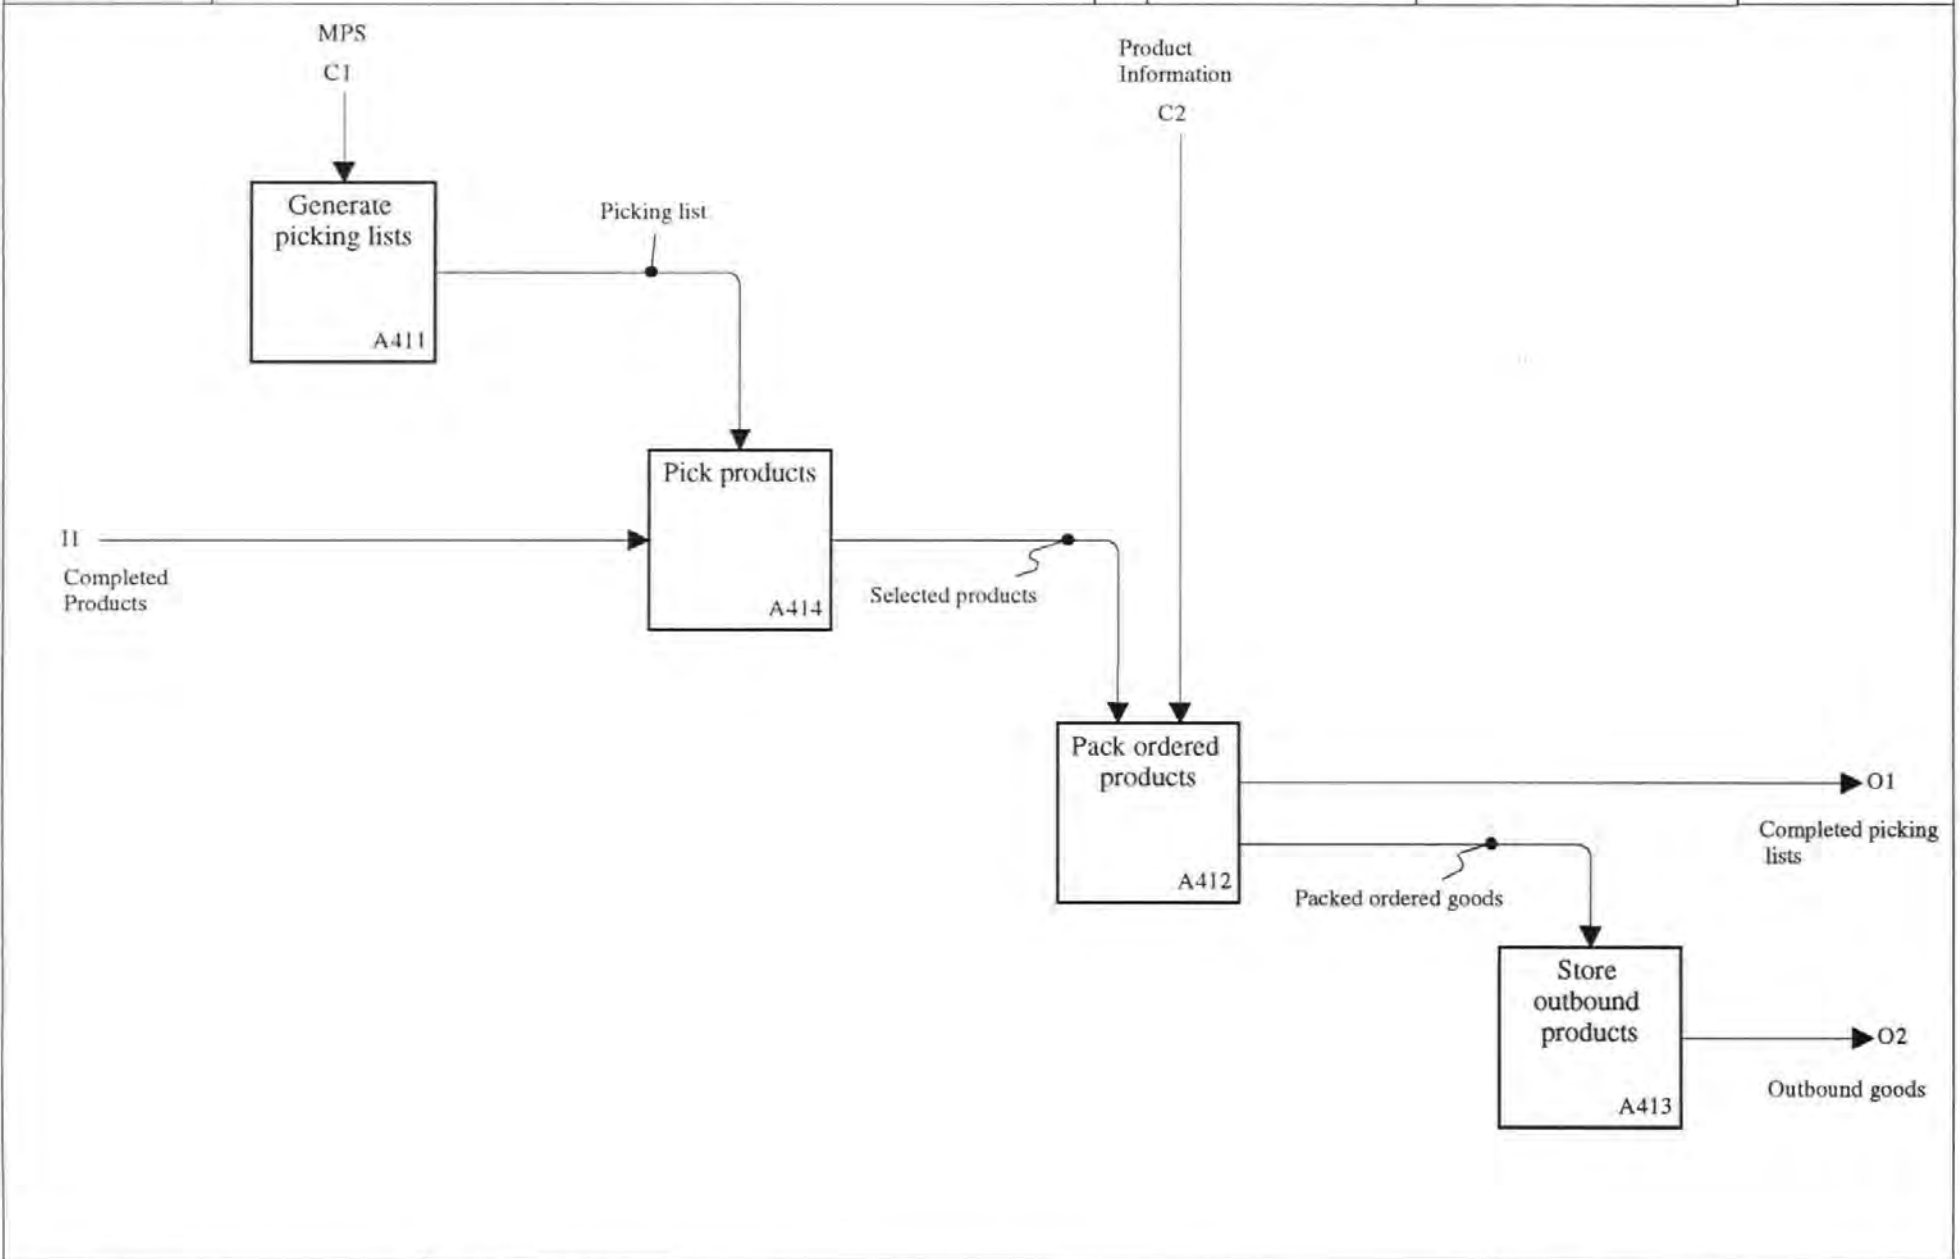 MPS
C1
Product
Information
C2
Generate
picking lists
A411
Picking list
Pick products
A414
I1
Completed
Products
Selected products
Pack ordered
products
A412
O1
Completed picking
lists
Packed ordered goods
Store
outbound
products
A413
O2
Outbound goods